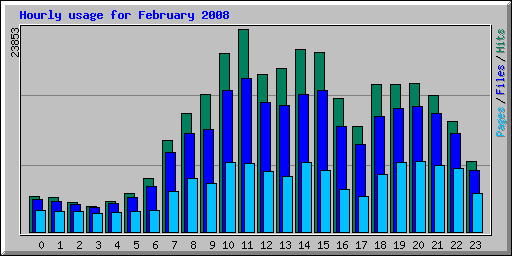 Hourly usage for February 2008
23853
Pages / Files / Hits
0 1 2 3 4 5 6 7 8 9 10 11 12 13 14 15 16 17 18 19 20 21 22 23